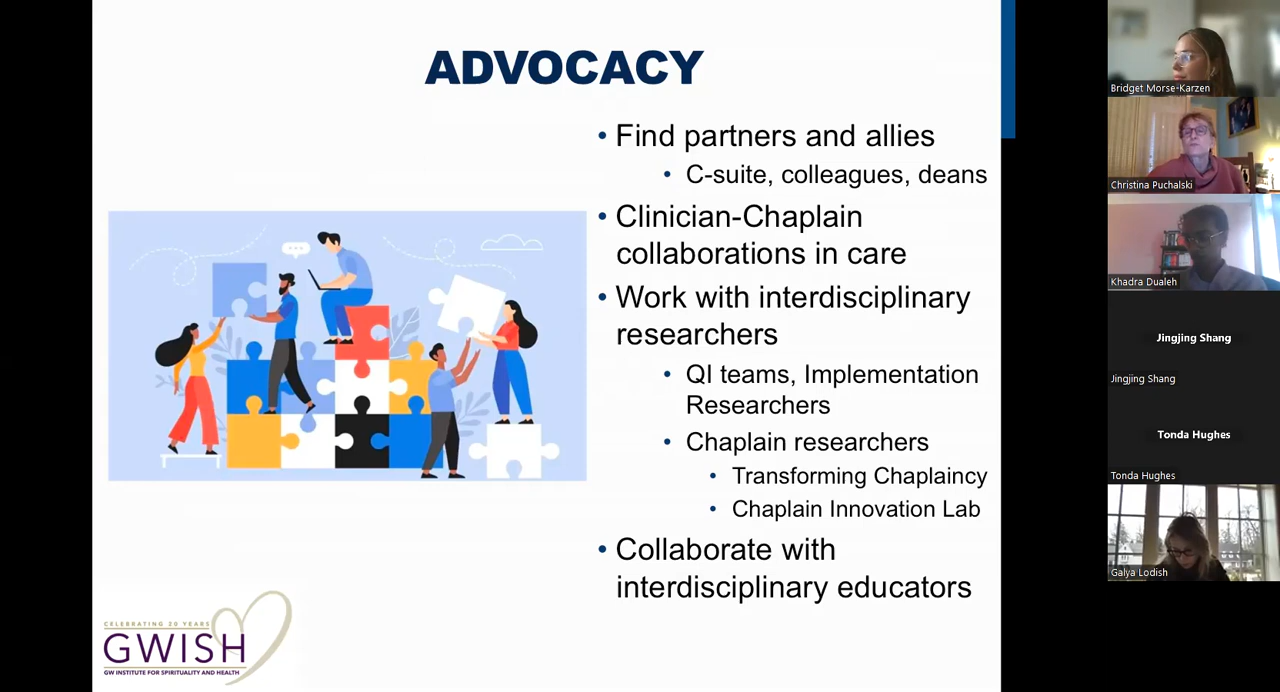 ADVOCACY
• Find partners and allies
• C-suite, colleagues, deans
• Clinician-Chaplain
collaborations in care
• Work with interdisciplinary
researchers
• QI teams, Implementation
Researchers
• Chaplain researchers
• Transforming Chaplaincy
• Chaplain Innovation Lab
• Collaborate with
interdisciplinary educators
CELEBRATING 20 YEARS
GWISH
GW INSTITUTE FOR SPIRITUALITY AND HEALTH
Bridget Morse-Karzen
Christina Puchalski
Khadra Dualeh
Jingjing Shang
Jingjing Shang
Tonda Hughes
Tonda Hughes
Galya Lodish